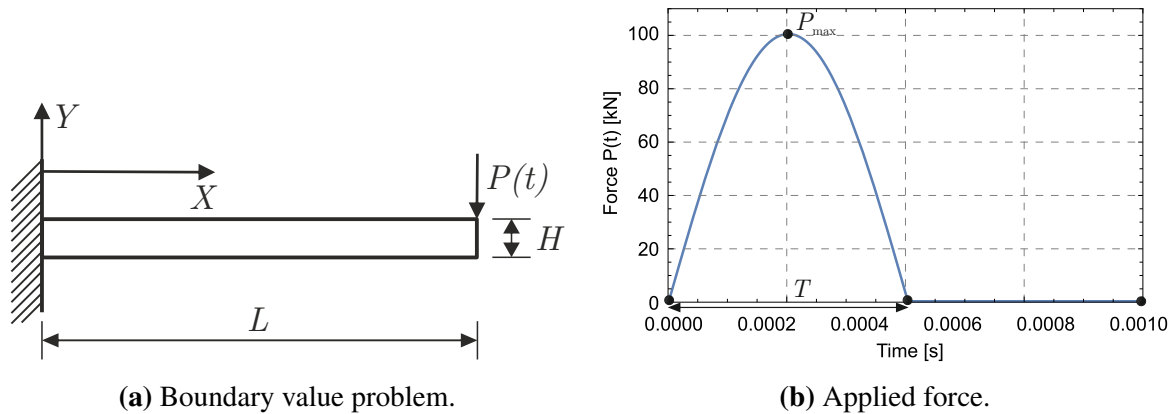 Y
X
P(t)
H
L
(a) Boundary value problem.
Force P(t) [kN]
100
80
60
40
20
0
P_max
T
0.0000 0.0002 0.0004 0.0006 0.0008 0.0010
Time [s]
(b) Applied force.